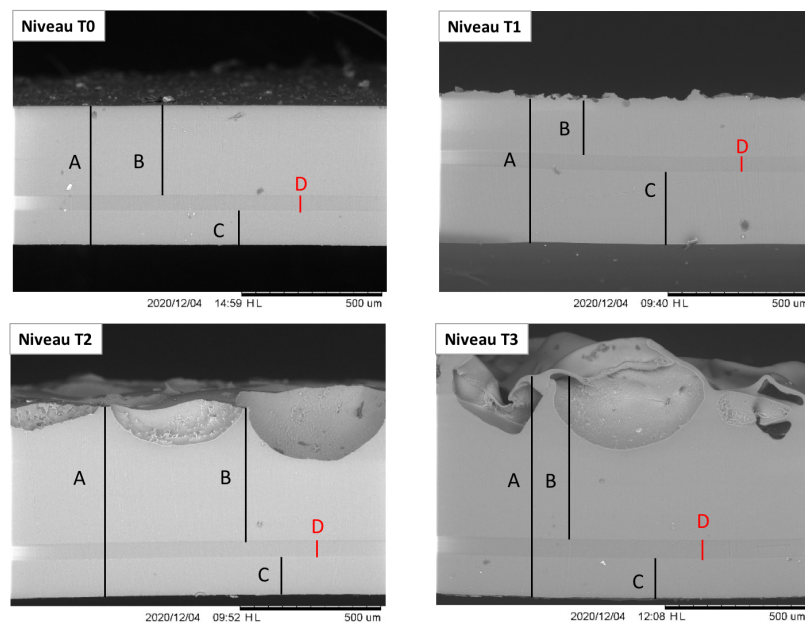 Niveau T0
A
B
D
C
2020/12/04 14:59 HL 500 um
Niveau T1
B
D
A
C
2020/12/04 09:40 HL 500 um
Niveau T2
A
B
D
C
2020/12/04 09:52 HL 500 um
Niveau T3
A
B
D
C
2020/12/04 12:08 HL 500 um